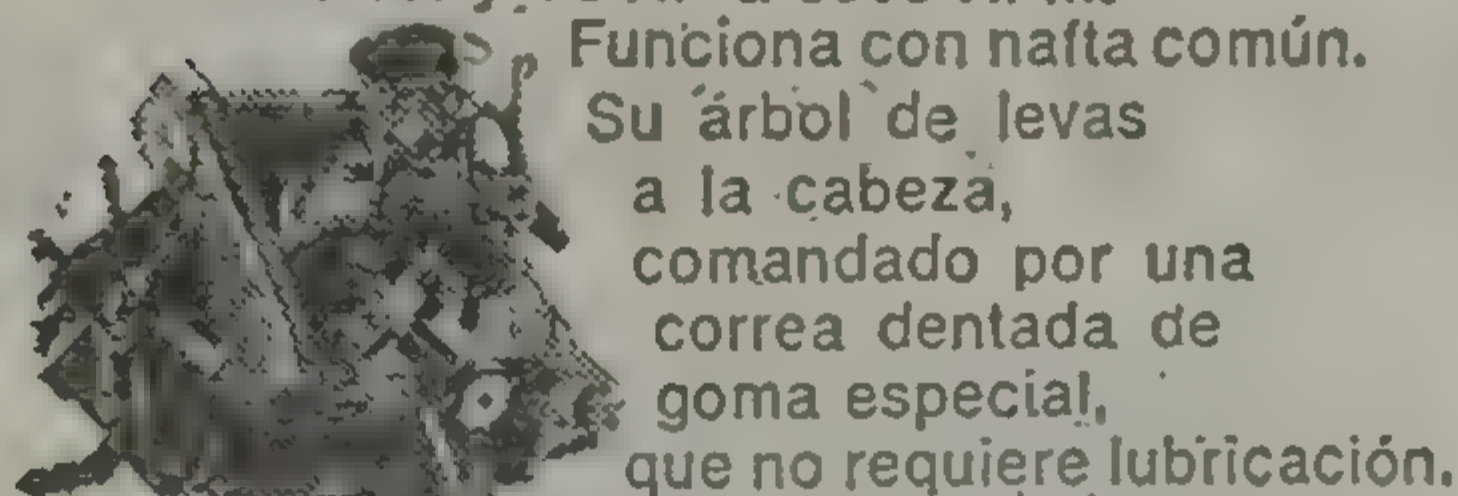 Funciona con nafta común.
Su árbol de levas
a la cabeza,
comandado por una
correa dentada de
goma especial,
que no requiere lubricación.